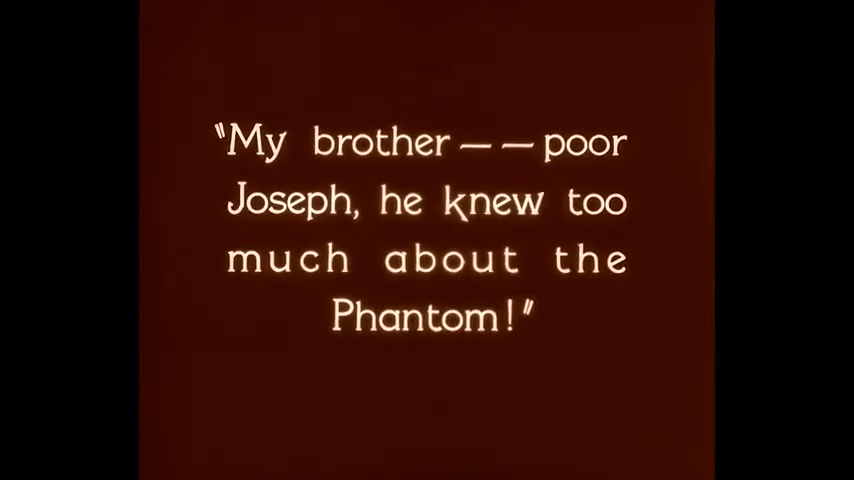 "My brother — — poor
Joseph, he knew too
much about the
Phantom!"